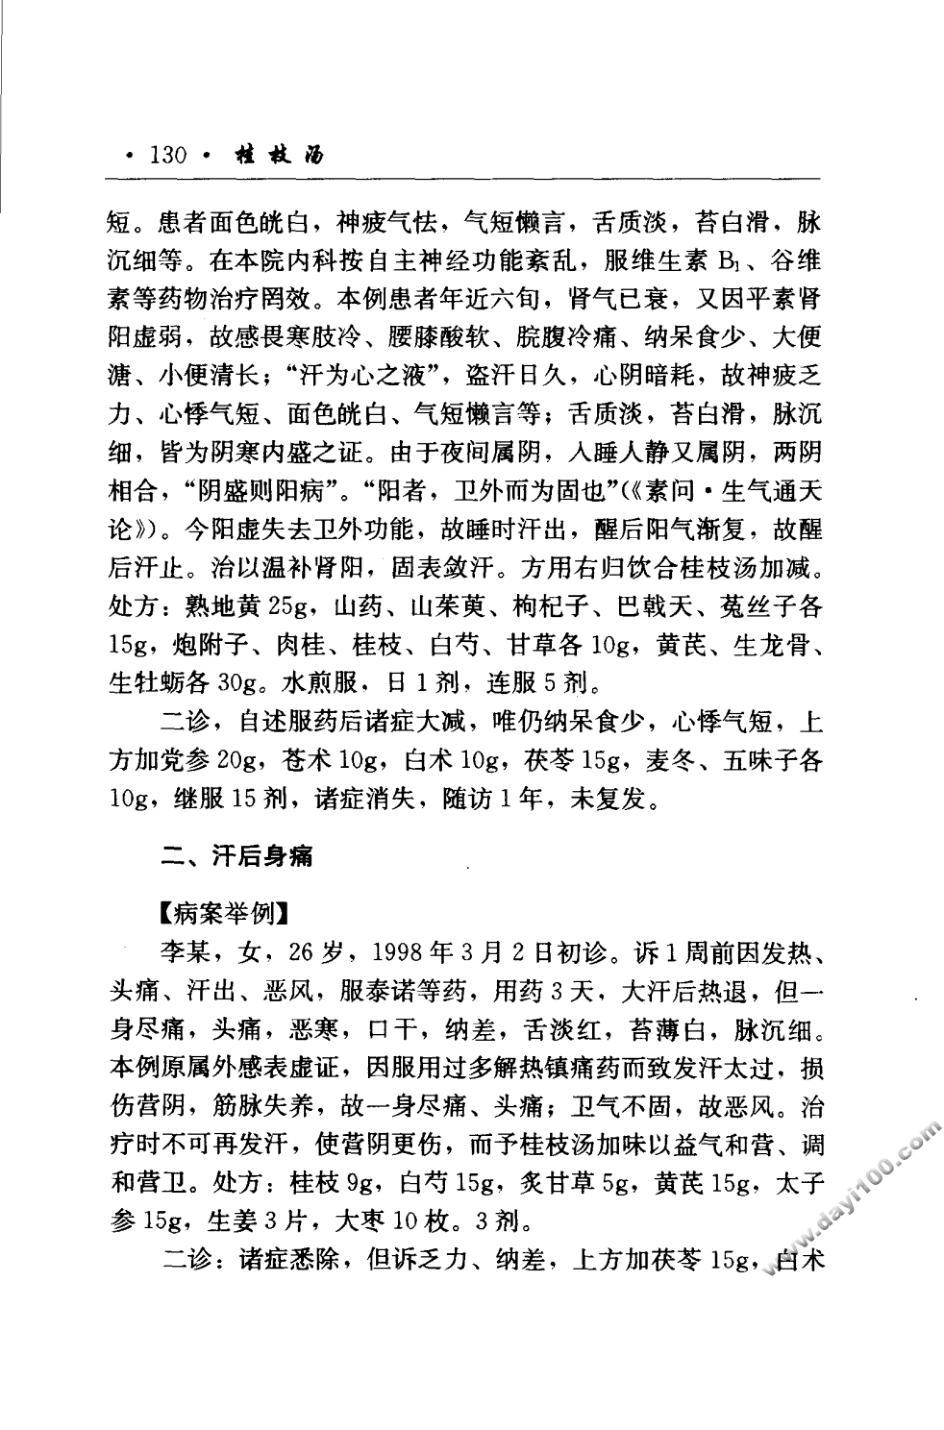 ·130· 桂枝汤
短。患者面色㿠白，神疲气怯，气短懒言，舌质淡，苔白滑，脉
沉细等。在本院内科按自主神经功能紊乱，服维生素 B₁、谷维
素等药物治疗罔效。本例患者年近六旬，肾气已衰，又因平素肾
阳虚弱，故感畏寒肢冷、腰膝酸软、脘腹冷痛、纳呆食少、大便
溏、小便清长；“汗为心之液”，盗汗日久，心阴暗耗，故神疲乏
力、心悸气短、面色㿠白、气短懒言等；舌质淡，苔白滑，脉沉
细，皆为阴寒内盛之证。由于夜间属阴，入睡人静又属阴，两阴
相合，“阴盛则阳病”。“阳者，卫外而为固也”(《素问·生气通天
论》)。今阳虚失去卫外功能，故睡时汗出，醒后阳气渐复，故醒
后汗止。治以温补肾阳，固表敛汗。方用右归饮合桂枝汤加减。
处方：熟地黄 25g，山药、山茱萸、枸杞子、巴戟天、菟丝子各
15g，炮附子、肉桂、桂枝、白芍、甘草各 10g，黄芪、生龙骨、
生牡蛎各 30g。水煎服，日 1 剂，连服 5 剂。
二诊，自述服药后诸症大减，唯仍纳呆食少，心悸气短，上
方加党参 20g，苍术 10g，白术 10g，茯苓 15g，麦冬、五味子各
10g，继服 15 剂，诸症消失，随访 1 年，未复发。
二、汗后身痛
【病案举例】
李某，女，26 岁，1998 年 3 月 2 日初诊。诉 1 周前因发热、
头痛、汗出、恶风，服泰诺等药，用药 3 天，大汗后热退，但一
身尽痛，头痛，恶寒，口干，纳差，舌淡红，苔薄白，脉沉细。
本例原属外感表虚证，因服用过多解热镇痛药而致发汗太过，损
伤营阴，筋脉失养，故一身尽痛、头痛；卫气不固，故恶风。治
疗时不可再发汗，使营阴更伤，而予桂枝汤加味以益气和营、调
和营卫。处方：桂枝 9g，白芍 15g，炙甘草 5g，黄芪 15g，太子
参 15g，生姜 3 片，大枣 10 枚。3 剂。
二诊：诸症悉除，但诉乏力、纳差，上方加茯苓 15g，白术
www.dayi100.com